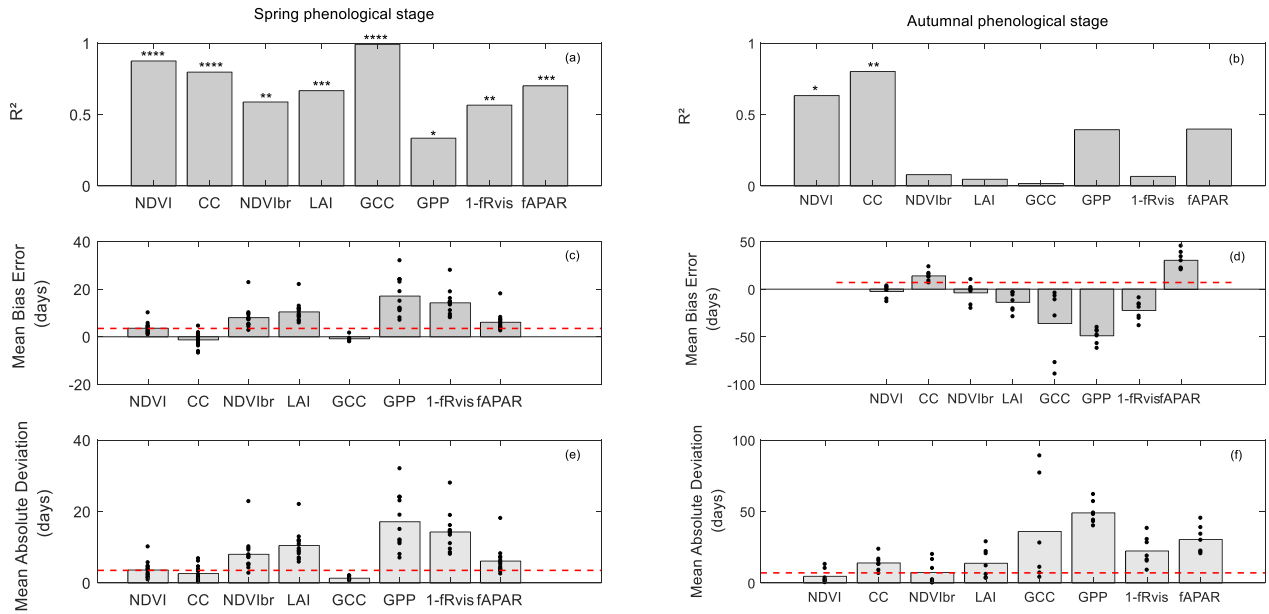 Spring phenological stage
Autumnal phenological stage
R²
1
0.5
0
**** **** ** *** **** * ** ***
(a)
NDVI CC NDVIbr LAI GCC GPP 1-fRvis fAPAR
R²
1
0.5
0
* **
(b)
NDVI CC NDVIbr LAI GCC GPP 1-fRvis fAPAR
Mean Bias Error
(days)
40
20
0
-20
(c)
NDVI CC NDVIbr LAI GCC GPP 1-fRvis fAPAR
Mean Bias Error
(days)
50
0
-50
-100
(d)
NDVI CC NDVIbr LAI GCC GPP 1-fRvis fAPAR
Mean Absolute Deviation
(days)
40
20
0
(e)
NDVI CC NDVIbr LAI GCC GPP 1-fRvis fAPAR
Mean Absolute Deviation
(days)
100
50
0
(f)
NDVI CC NDVIbr LAI GCC GPP 1-fRvis fAPAR